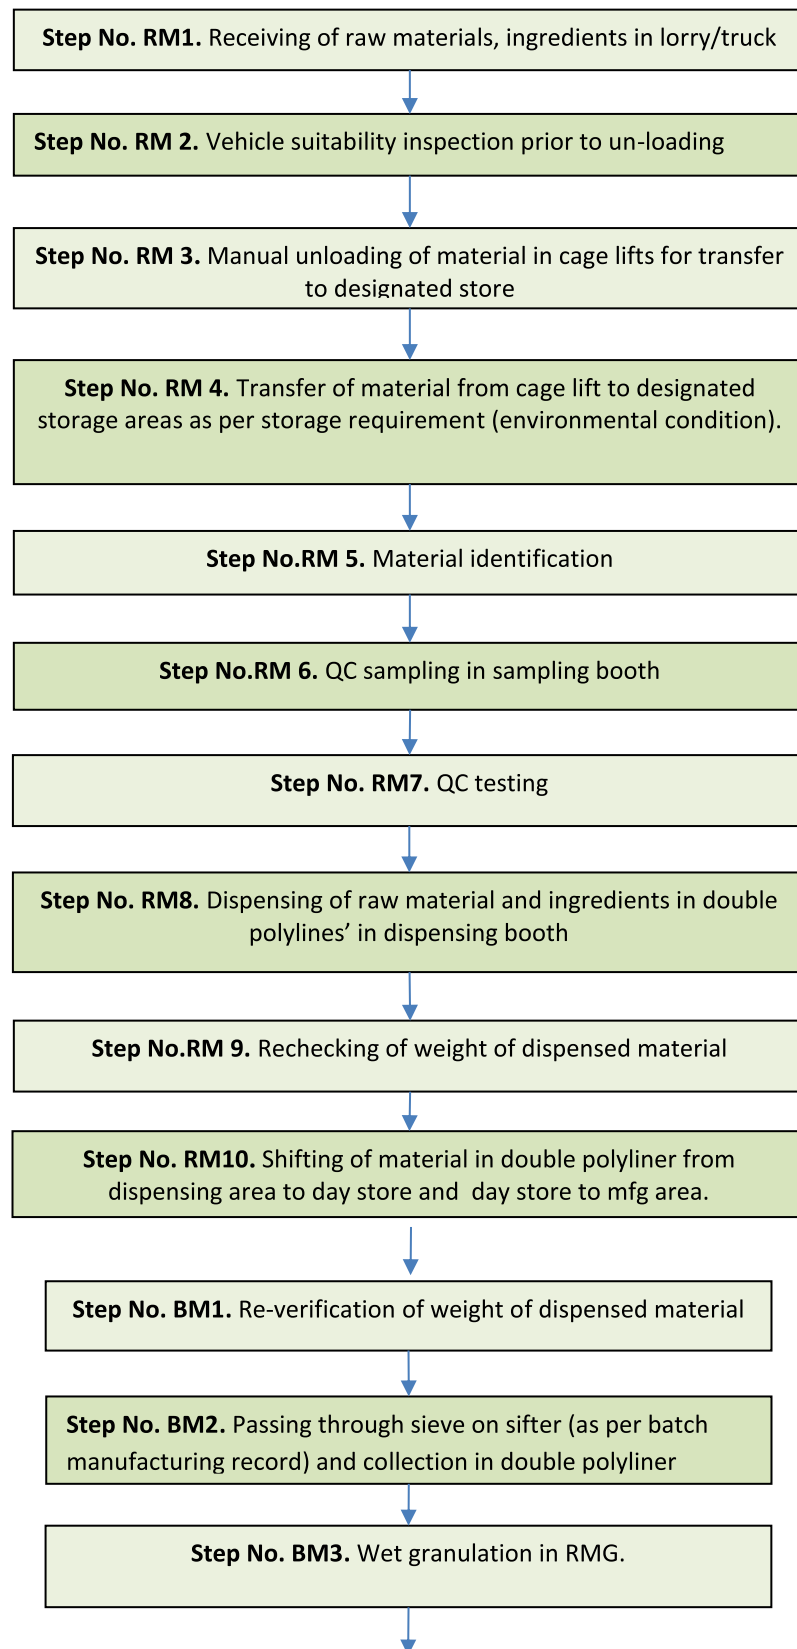 Step No. RM1. Receiving of raw materials, ingredients in lorry/truck
Step No. RM 2. Vehicle suitability inspection prior to un-loading
Step No. RM 3. Manual unloading of material in cage lifts for transfer
to designated store
Step No. RM 4. Transfer of material from cage lift to designated
storage areas as per storage requirement (environmental condition).
Step No.RM 5. Material identification
Step No.RM 6. QC sampling in sampling booth
Step No. RM7. QC testing
Step No. RM8. Dispensing of raw material and ingredients in double
polylines’ in dispensing booth
Step No.RM 9. Rechecking of weight of dispensed material
Step No. RM10. Shifting of material in double polyliner from
dispensing area to day store and  day store to mfg area.
Step No. BM1. Re-verification of weight of dispensed material
Step No. BM2. Passing through sieve on sifter (as per batch
manufacturing record) and collection in double polyliner
Step No. BM3. Wet granulation in RMG.